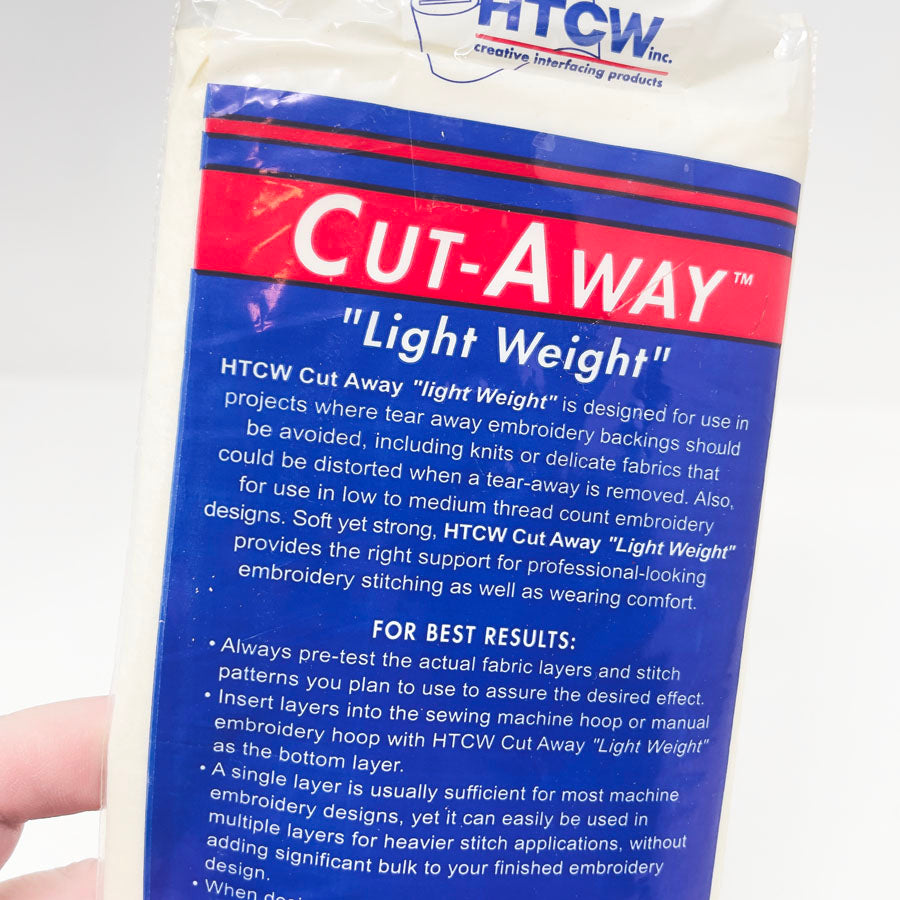 HTCW inc.
creative interfacing products
CUT-AWAY™
"Light Weight"
HTCW Cut Away "light Weight" is designed for use in
projects where tear away embroidery backings should
be avoided, including knits or delicate fabrics that
could be distorted when a tear-away is removed. Also,
for use in low to medium thread count embroidery
designs. Soft yet strong, HTCW Cut Away "Light Weight"
provides the right support for professional-looking
embroidery stitching as well as wearing comfort.
FOR BEST RESULTS:
• Always pre-test the actual fabric layers and stitch
patterns you plan to use to assure the desired effect.
• Insert layers into the sewing machine hoop or manual
embroidery hoop with HTCW Cut Away "Light Weight"
as the bottom layer.
• A single layer is usually sufficient for most machine
embroidery designs, yet it can easily be used in
multiple layers for heavier stitch applications, without
adding significant bulk to your finished embroidery
design.
• When